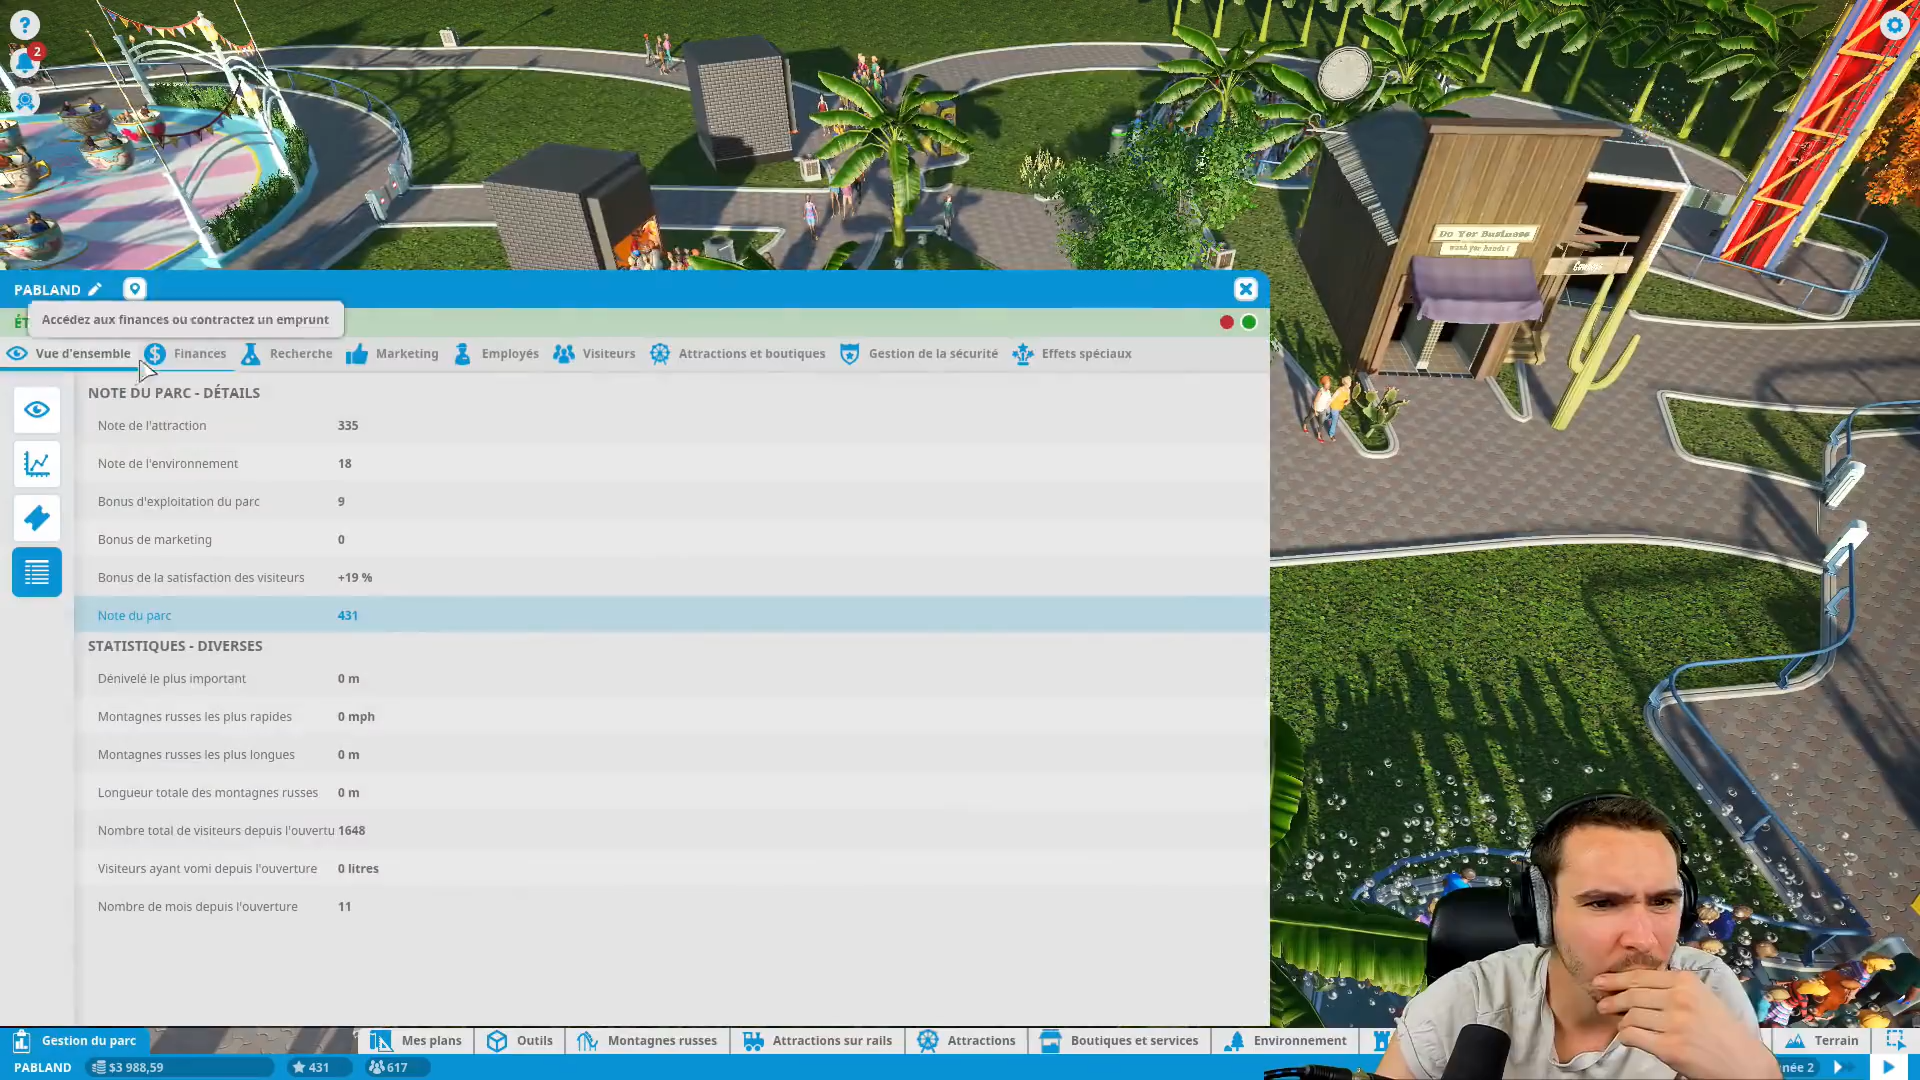 ?
2
Do Yer Business
wash yer hands!
PABLAND
Accédez aux finances ou contractez un emprunt
Vue d'ensemble
Finances
Recherche
Marketing
Employés
Visiteurs
Attractions et boutiques
Gestion de la sécurité
Effets spéciaux
NOTE DU PARC - DÉTAILS
Note de l'attraction 335
Note de l'environnement 18
Bonus d'exploitation du parc 9
Bonus de marketing 0
Bonus de la satisfaction des visiteurs +19 %
Note du parc 431
STATISTIQUES - DIVERSES
Dénivelé le plus important 0 m
Montagnes russes les plus rapides 0 mph
Montagnes russes les plus longues 0 m
Longueur totale des montagnes russes 0 m
Nombre total de visiteurs depuis l'ouvertu 1648
Visiteurs ayant vomi depuis l'ouverture 0 litres
Nombre de mois depuis l'ouverture 11
Gestion du parc
Mes plans
Outils
Montagnes russes
Attractions sur rails
Attractions
Boutiques et services
Environnement
Terrain
PABLAND
$3 988,59
431
617
née 2